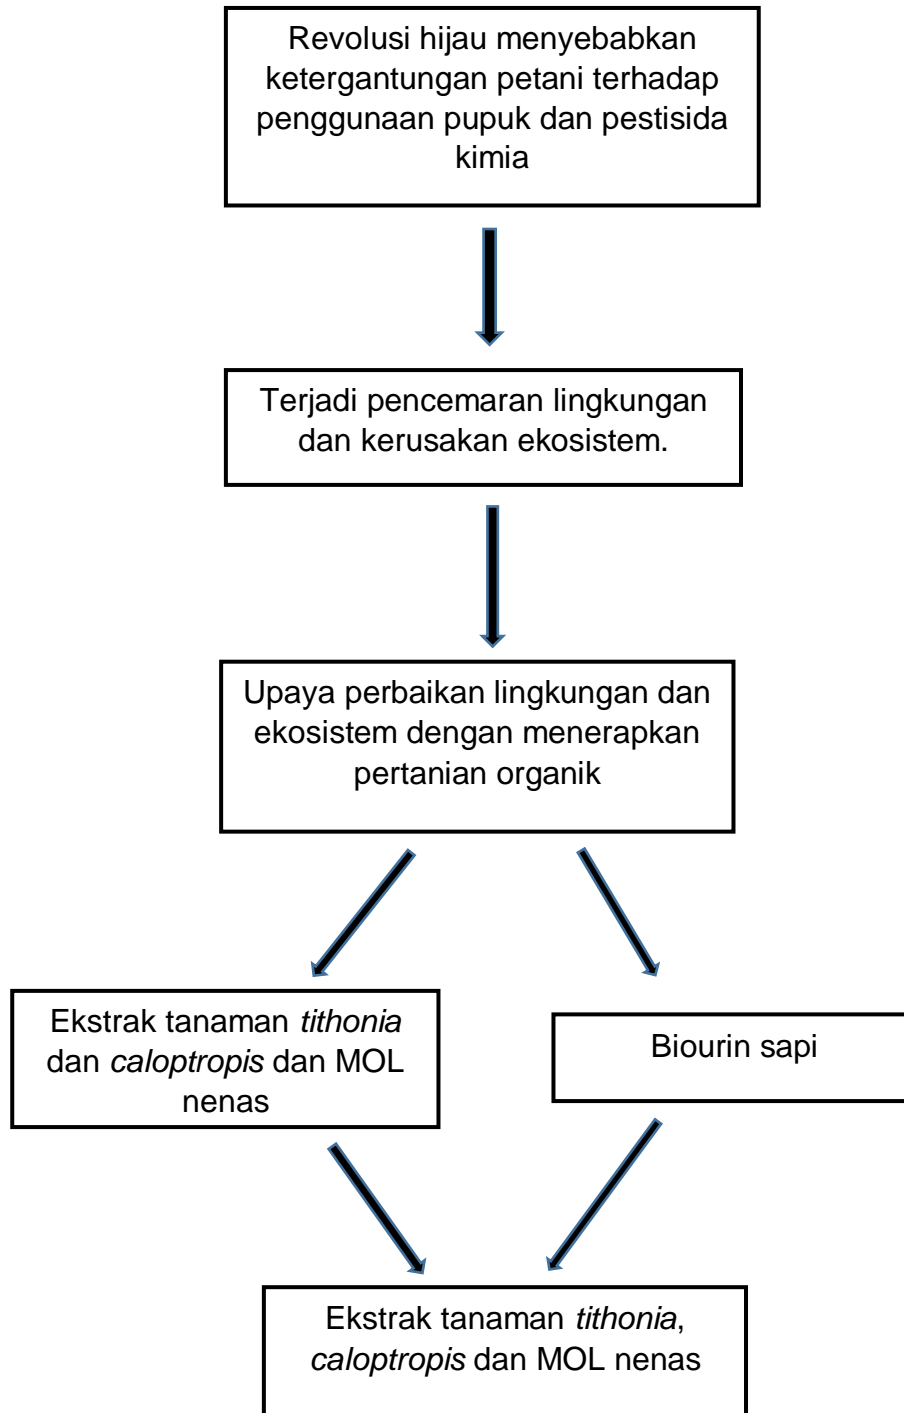 Revolusi hijau menyebabkan
ketergantungan petani terhadap
penggunaan pupuk dan pestisida
kimia
Terjadi pencemaran lingkungan
dan kerusakan ekosistem.
Upaya perbaikan lingkungan dan
ekosistem dengan menerapkan
pertanian organik
Ekstrak tanaman tithonia
dan caloptropis dan MOL
nenas
Biourin sapi
Ekstrak tanaman tithonia,
caloptropis dan MOL nenas